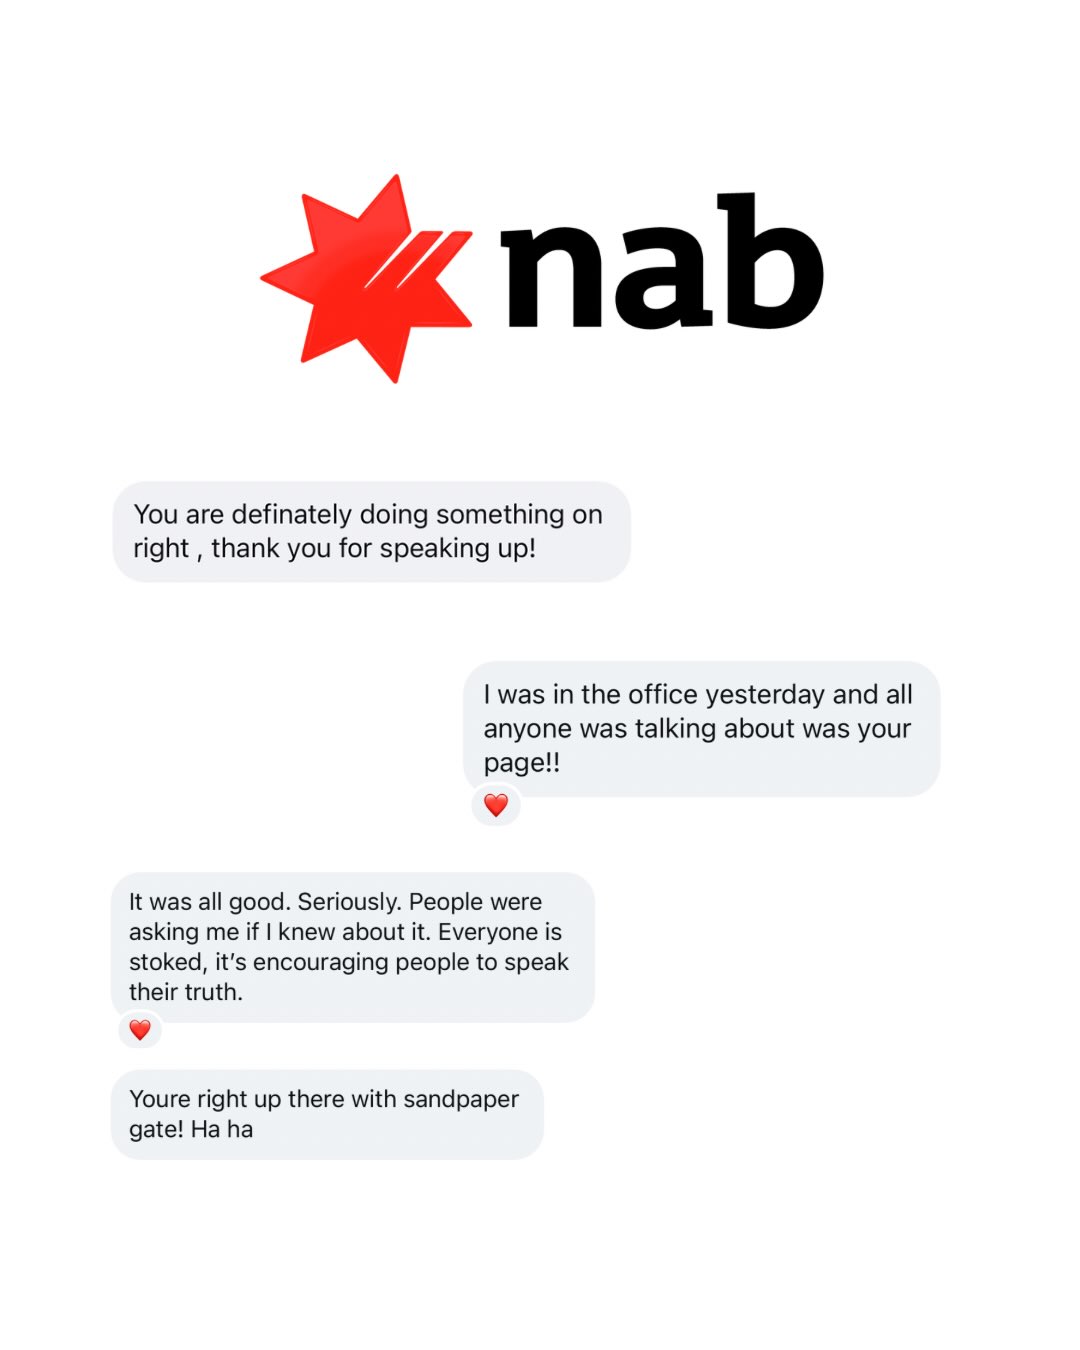 nab
You are definately doing something on
right , thank you for speaking up!
I was in the office yesterday and all
anyone was talking about was your
page!!
It was all good. Seriously. People were
asking me if I knew about it. Everyone is
stoked, it’s encouraging people to speak
their truth.
Youre right up there with sandpaper
gate! Ha ha